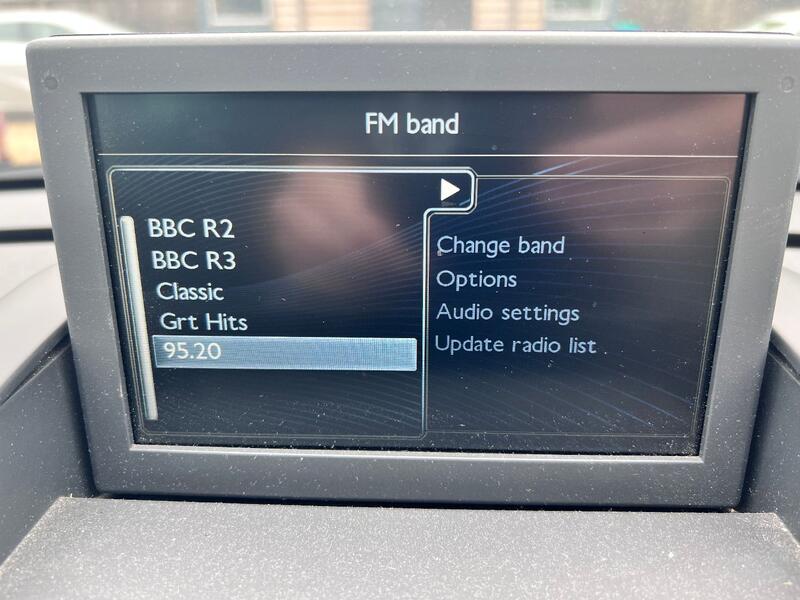 FM band
BBC R2
BBC R3
Classic
Grt Hits
95.20
Change band
Options
Audio settings
Update radio list